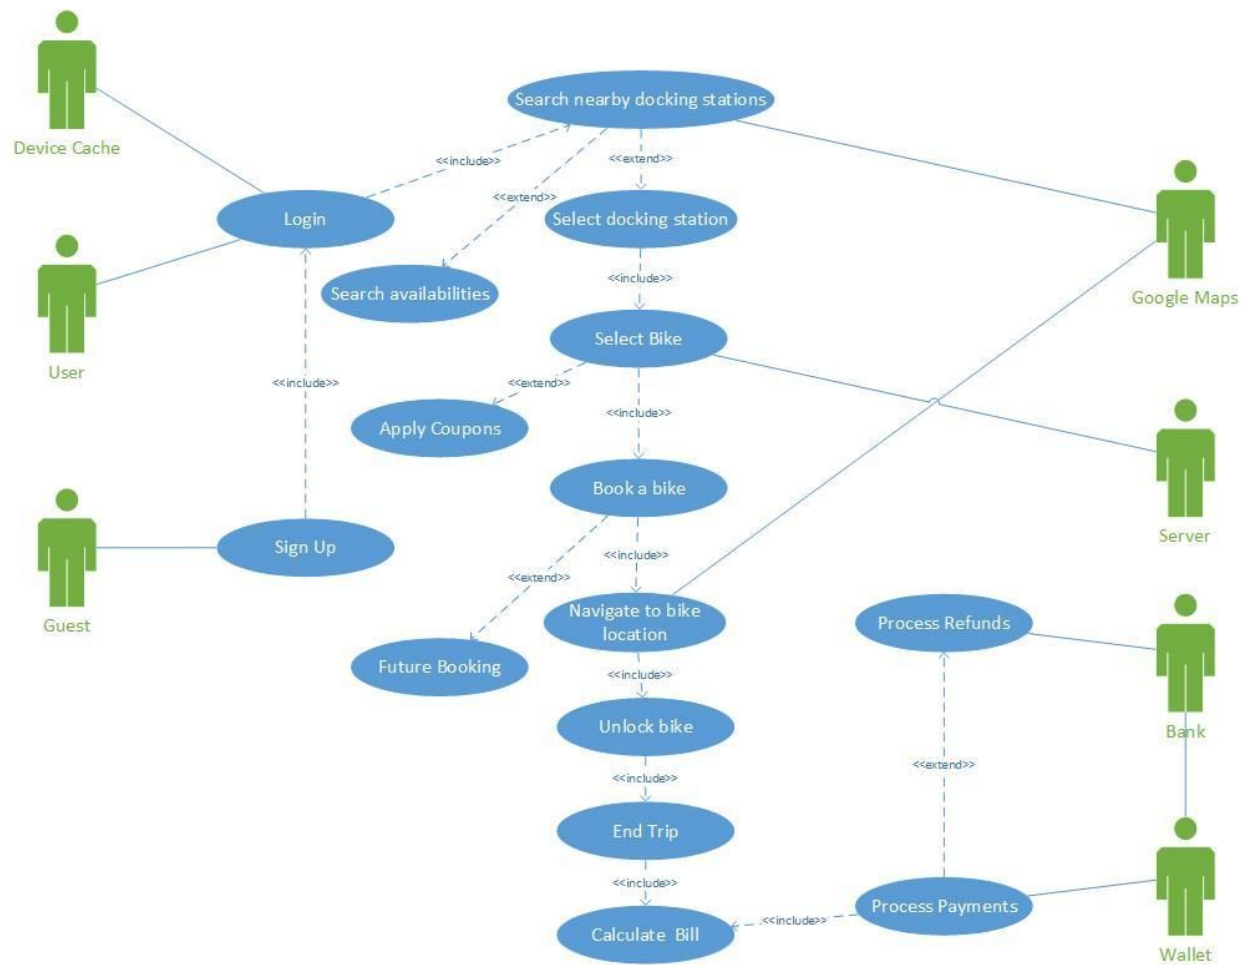 Search nearby docking stations
Device Cache
<<include>>
<<extend>>
<<extend>>
Login
Select docking station
<<include>>
Search availabilities
Google Maps
Select Bike
User
<<include>>
<<extend>>
<<include>>
Apply Coupons
Book a bike
Server
Sign Up
<<include>>
<<extend>>
Navigate to bike
location
Process Refunds
Guest
Future Booking
<<include>>
Unlock bike
Bank
<<extend>>
<<include>>
End Trip
<<include>>
Process Payments
<<include>>
Calculate Bill
Wallet